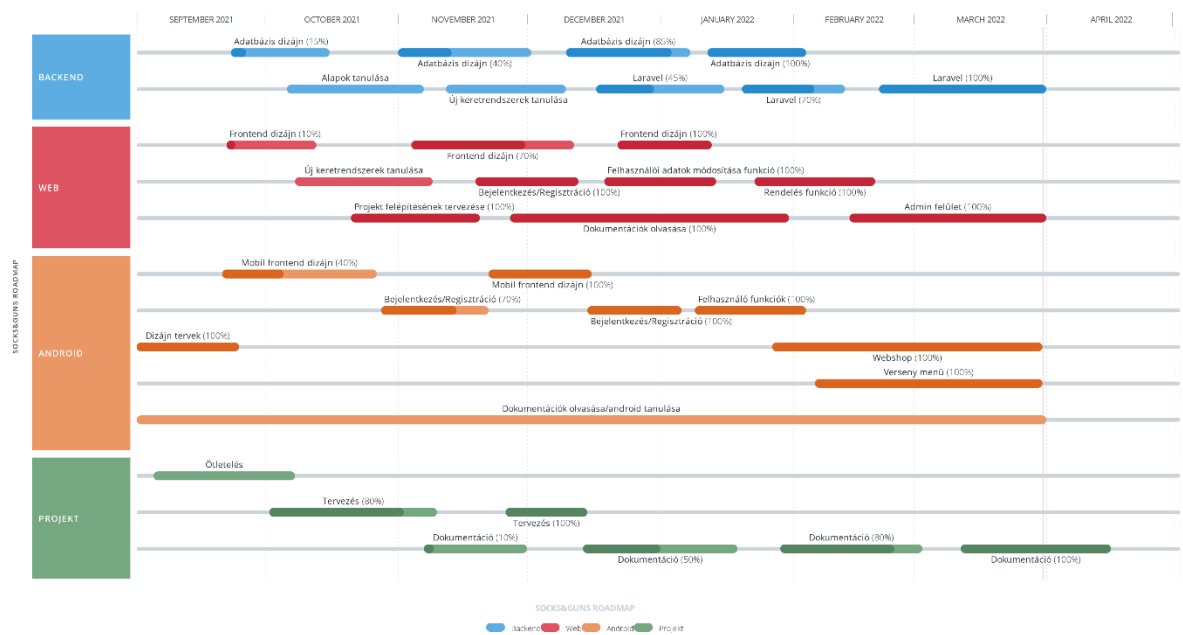 SEPTEMBER 2021
OCTOBER 2021
NOVEMBER 2021
DECEMBER 2021
JANUARY 2022
FEBRUARY 2022
MARCH 2022
APRIL 2022
SOCKS&GUNS ROADMAP
BACKEND
Adatbázis dizájn (15%)
Adatbázis dizájn (40%)
Adatbázis dizájn (85%)
Adatbázis dizájn (100%)
Alapok tanulása
Új keretrendszerek tanulása
Laravel (45%)
Laravel (70%)
Laravel (100%)
WEB
Frontend dizájn (10%)
Frontend dizájn (70%)
Frontend dizájn (100%)
Új keretrendszerek tanulása
Bejelentkezés/Regisztráció (100%)
Felhasználói adatok módosítása funkció (100%)
Rendelés funkció (100%)
Projekt felépítésének tervezése (100%)
Dokumentációk olvasása (100%)
Admin felület (100%)
ANDROID
Mobil frontend dizájn (40%)
Mobil frontend dizájn (100%)
Bejelentkezés/Regisztráció (70%)
Bejelentkezés/Regisztráció (100%)
Felhasználó funkciók (100%)
Dizájn tervek (100%)
Webshop (100%)
Verseny menü (100%)
Dokumentációk olvasása/android tanulása
PROJEKT
Ötletelés
Tervezés (80%)
Tervezés (100%)
Dokumentáció (10%)
Dokumentáció (50%)
Dokumentáció (80%)
Dokumentáció (100%)
SOCKS&GUNS ROADMAP
Backend
Web
Android
Projekt